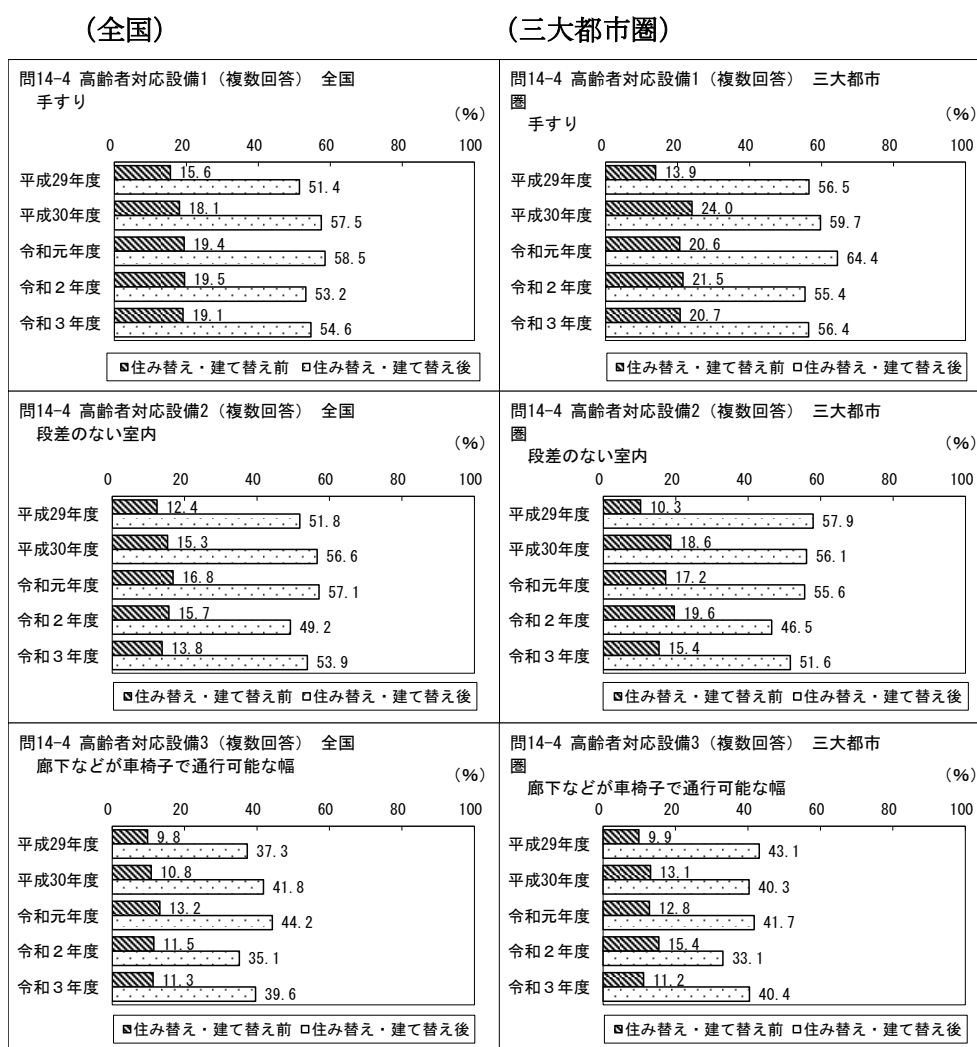 （全国）
（三大都市圏）
問14-4 高齢者対応設備1（複数回答） 全国
手すり
(%)
0 20 40 60 80 100
平成29年度 15.6 51.4
平成30年度 18.1 57.5
令和元年度 19.4 58.5
令和２年度 19.5 53.2
令和３年度 19.1 54.6
住み替え・建て替え前 住み替え・建て替え後
問14-4 高齢者対応設備1（複数回答） 三大都市
圏
手すり
(%)
0 20 40 60 80 100
平成29年度 13.9 56.5
平成30年度 24.0 59.7
令和元年度 20.6 64.4
令和２年度 21.5 55.4
令和３年度 20.7 56.4
住み替え・建て替え前 住み替え・建て替え後
問14-4 高齢者対応設備2（複数回答） 全国
段差のない室内
(%)
0 20 40 60 80 100
平成29年度 12.4 51.8
平成30年度 15.3 56.6
令和元年度 16.8 57.1
令和２年度 15.7 49.2
令和３年度 13.8 53.9
住み替え・建て替え前 住み替え・建て替え後
問14-4 高齢者対応設備2（複数回答） 三大都市
圏
段差のない室内
(%)
0 20 40 60 80 100
平成29年度 10.3 57.9
平成30年度 18.6 56.1
令和元年度 17.2 55.6
令和２年度 19.6 46.5
令和３年度 15.4 51.6
住み替え・建て替え前 住み替え・建て替え後
問14-4 高齢者対応設備3（複数回答） 全国
廊下などが車椅子で通行可能な幅
(%)
0 20 40 60 80 100
平成29年度 9.8 37.3
平成30年度 10.8 41.8
令和元年度 13.2 44.2
令和２年度 11.5 35.1
令和３年度 11.3 39.6
住み替え・建て替え前 住み替え・建て替え後
問14-4 高齢者対応設備3（複数回答） 三大都市
圏
廊下などが車椅子で通行可能な幅
(%)
0 20 40 60 80 100
平成29年度 9.9 43.1
平成30年度 13.1 40.3
令和元年度 12.8 41.7
令和２年度 15.4 33.1
令和３年度 11.2 40.4
住み替え・建て替え前 住み替え・建て替え後